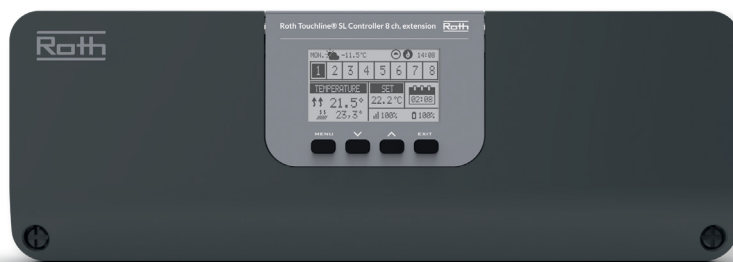 Roth
Roth Touchline® SL Controller 8 ch. extension Roth
MON. -11.5°C 14:08
1 2 3 4 5 6 7 8
TEMPERATURE SET
21.5° 22.2°C 02:08
23,3° 100% 100%
MENU EXIT